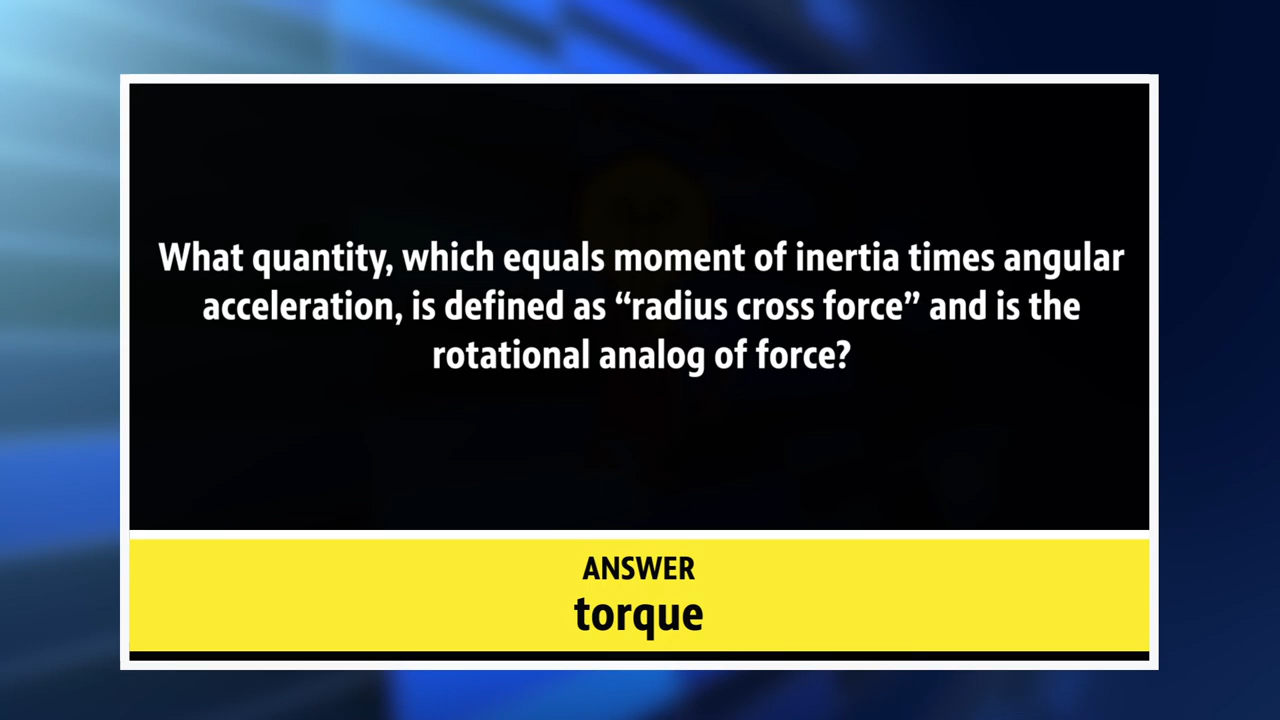 What quantity, which equals moment of inertia times angular
acceleration, is defined as “radius cross force” and is the
rotational analog of force?
ANSWER
torque